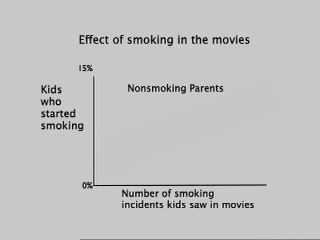 Effect of smoking in the movies
15%
Kids
who
started
smoking
Nonsmoking Parents
0%
Number of smoking
incidents kids saw in movies